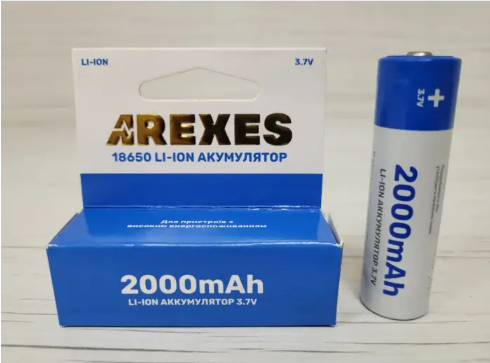 LI-ION
3.7V
AREXES
18650 LI-ION АКУМУЛЯТОР
Для пристроїв з
високим енергоспоживанням
2000mAh
LI-ION АККУМУЛЯТОР 3.7V
+
3.7V
2000mAh
LI-ION АККУМУЛЯТОР 3.7V